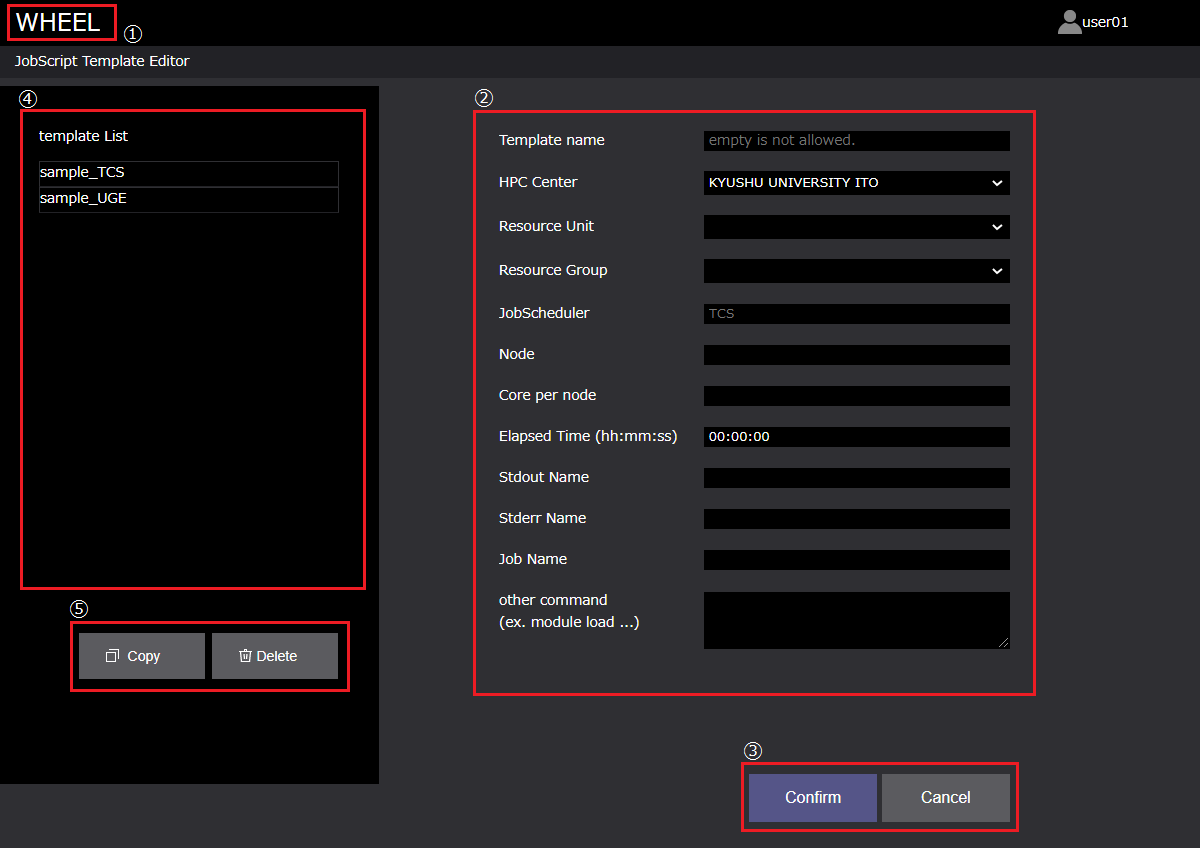 WHEEL
①
user01
JobScript Template Editor
④
template List
sample_TCS
sample_UGE
⑤
Copy
Delete
②
Template name
empty is not allowed.
HPC Center
KYUSHU UNIVERSITY ITO
Resource Unit
Resource Group
JobScheduler
TCS
Node
Core per node
Elapsed Time (hh:mm:ss)
00:00:00
Stdout Name
Stderr Name
Job Name
other command
(ex. module load ...)
③
Confirm
Cancel